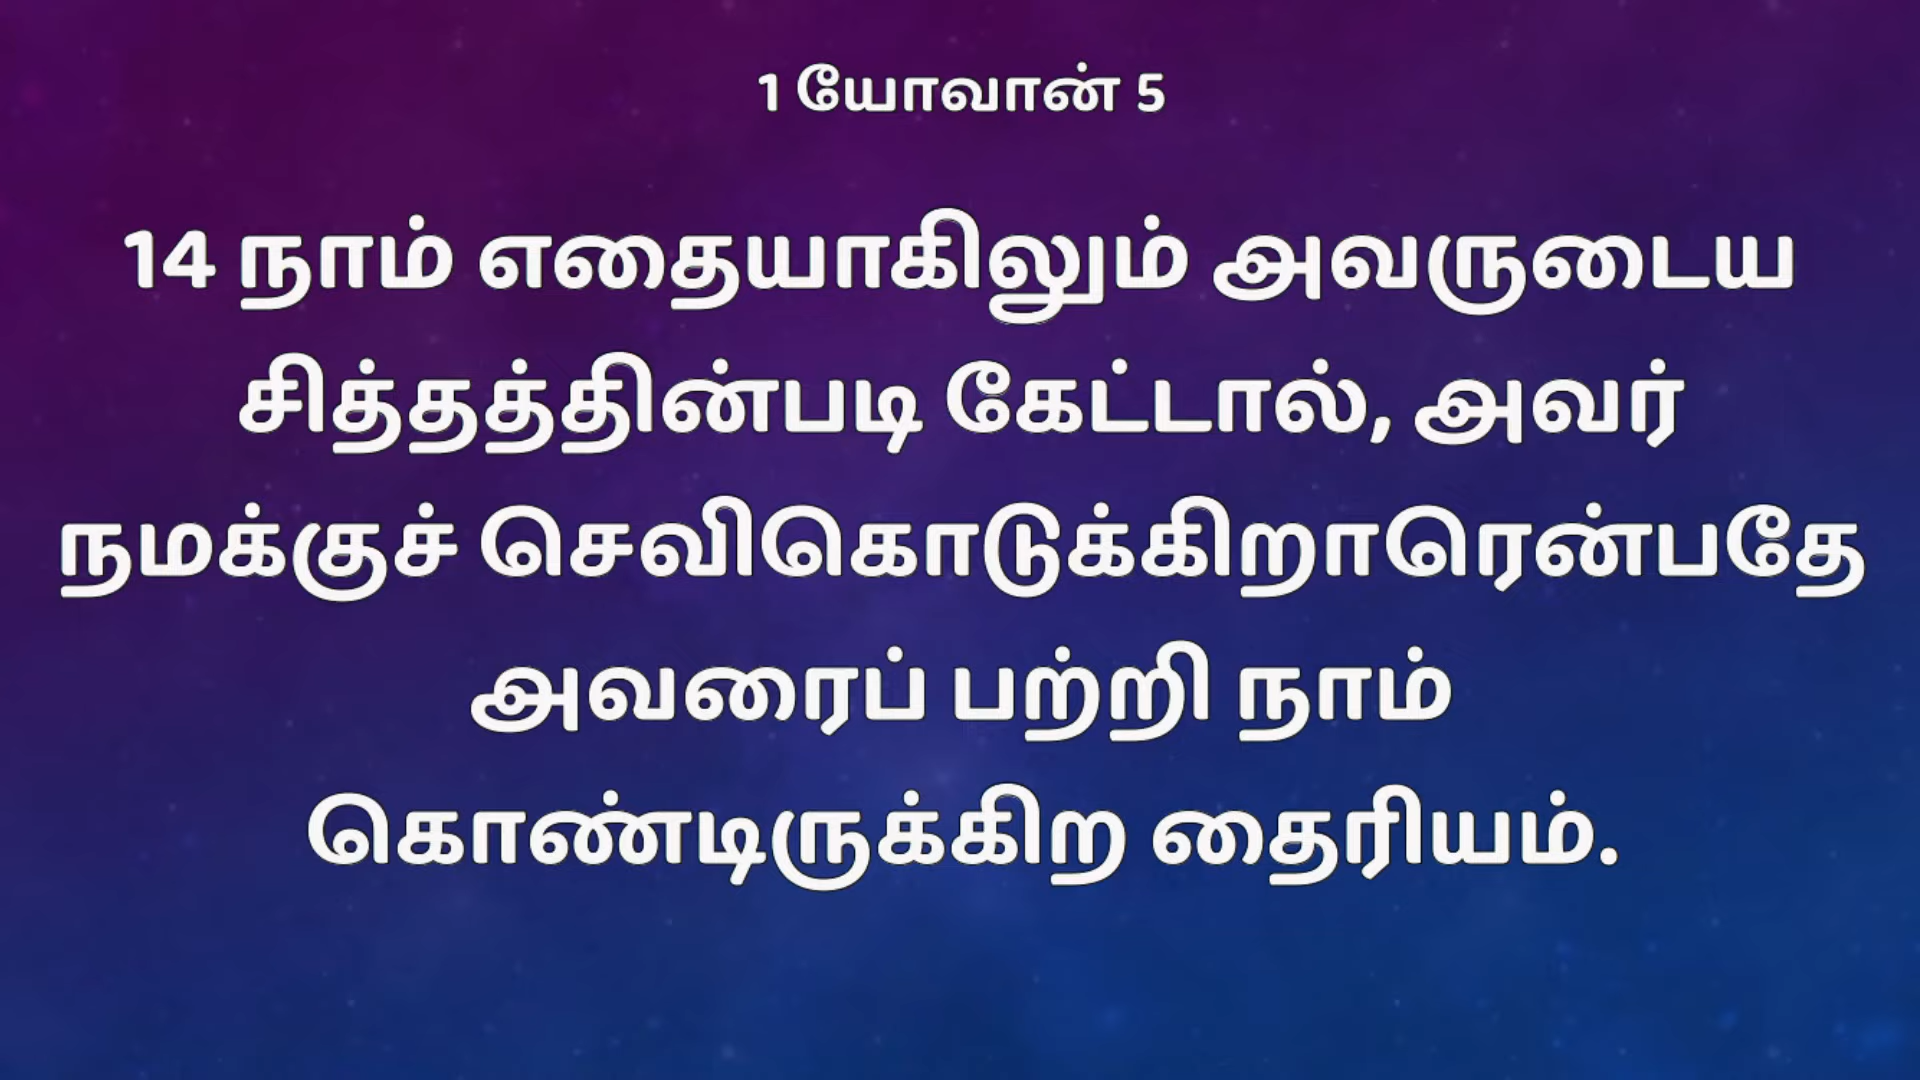 1 யோவான் 5
14 நாம் எதையாகிலும் அவருடைய
சித்தத்தின்படி கேட்டால், அவர்
நமக்குச் செவிகொடுக்கிறாரென்பதே
அவரைப் பற்றி நாம்
கொண்டிருக்கிற தைரியம்.